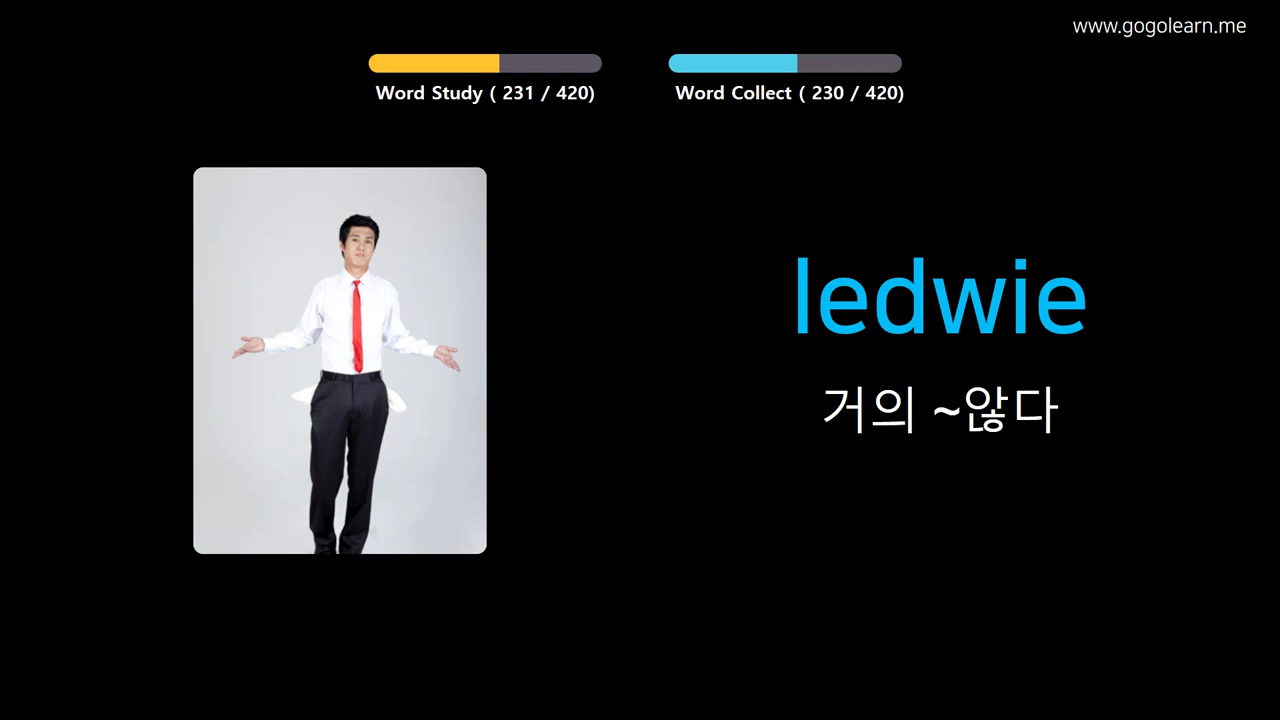 www.gogolearn.me
Word Study ( 231 / 420)
Word Collect ( 230 / 420)
ledwie
거의 ~않다